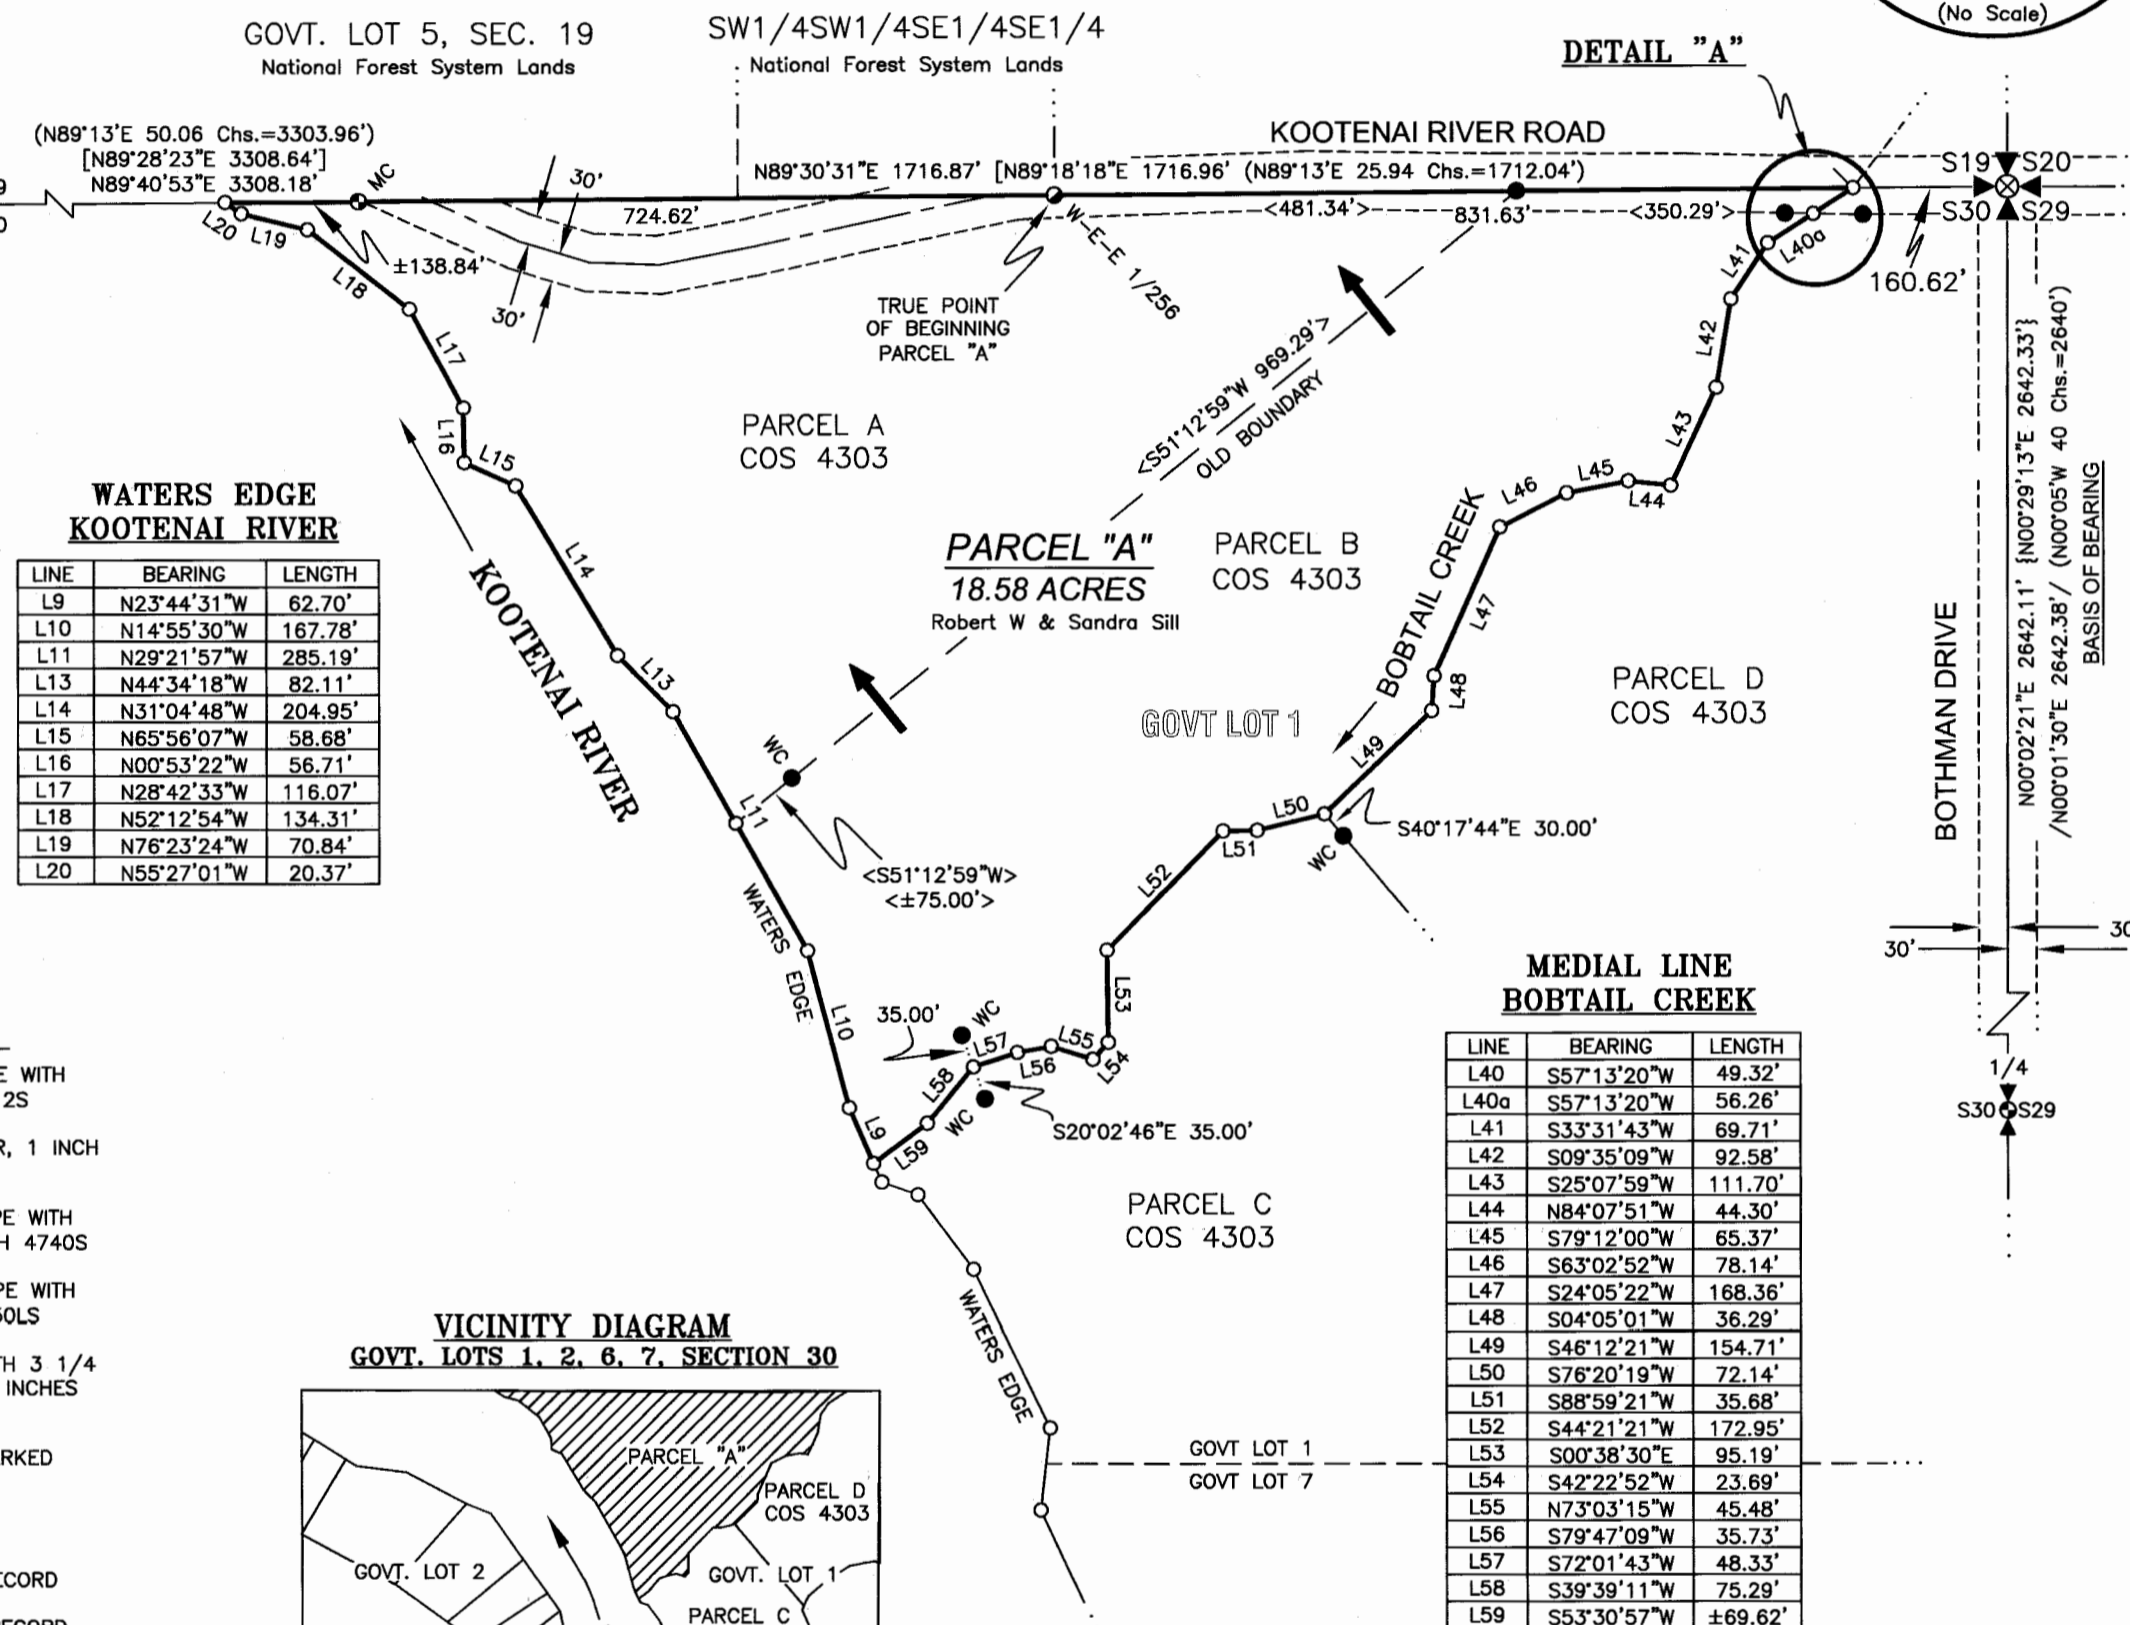 (No Scale)
GOVT. LOT 5, SEC. 19
National Forest System Lands
SW1/4SW1/4SE1/4SE1/4
National Forest System Lands
DETAIL "A"
(N89°13'E 50.06 Chs.=3303.96')
[N89°28'23"E 3308.64']
N89°40'53"E 3308.18'
MC
30'
724.62'
KOOTENAI RIVER ROAD
N89°30'31"E 1716.87' [N89°18'18"E 1716.96' (N89°13'E 25.94 Chs.=1712.04')
<481.34'>
831.63'
<350.29'>
S19 S20
S30 S29
160.62'
L20
L19
±138.84'
30'
L18
L17
L16
L15
L14
L13
L11
L10
L9
TRUE POINT
OF BEGINNING
PARCEL "A"
W-E-E 1/256
<S51°12'59"W 969.29'>
OLD BOUNDARY
L40a
L41
L42
L43
L44
L45
L46
L47
L48
L49
L50
L51
L52
L53
L54
L55
L56
L57
L58
L59
PARCEL A
COS 4303
PARCEL "A"
18.58 ACRES
Robert W & Sandra Sill
PARCEL B
COS 4303
BOBTAIL CREEK
KOOTENAI RIVER
GOVT LOT 1
PARCEL D
COS 4303
BOTHMAN DRIVE
N00°02'21"E 2642.11' {N00°29'13"E 2642.33'}
/N00°01'30"E 2642.38'/ (N00°05'W 40 Chs.=2640')
BASIS OF BEARING
WC
<S51°12'59"W>
<±75.00'>
WATERS EDGE
S40°17'44"E 30.00'
WC
35.00'
WC
WC
S20°02'46"E 35.00'
PARCEL C
COS 4303
WATERS EDGE
GOVT LOT 1
GOVT LOT 7
30'
30
1/4
S30 S29
WATERS EDGE
KOOTENAI RIVER
LINE BEARING LENGTH
L9 N23°44'31"W 62.70'
L10 N14°55'30"W 167.78'
L11 N29°21'57"W 285.19'
L13 N44°34'18"W 82.11'
L14 N31°04'48"W 204.95'
L15 N65°56'07"W 58.68'
L16 N00°53'22"W 56.71'
L17 N28°42'33"W 116.07'
L18 N52°12'54"W 134.31'
L19 N76°23'24"W 70.84'
L20 N55°27'01"W 20.37'
E WITH
2S
R, 1 INCH
PE WITH
H 4740S
PE WITH
50LS
TH 3 1/4
INCHES
RKED
ECORD
VICINITY DIAGRAM
GOVT. LOTS 1, 2, 6, 7, SECTION 30
PARCEL "A"
PARCEL D
COS 4303
GOVT. LOT 2
GOVT. LOT 1
PARCEL C
MEDIAL LINE
BOBTAIL CREEK
LINE BEARING LENGTH
L40 S57°13'20"W 49.32'
L40a S57°13'20"W 56.26'
L41 S33°31'43"W 69.71'
L42 S09°35'09"W 92.58'
L43 S25°07'59"W 111.70'
L44 N84°07'51"W 44.30'
L45 S79°12'00"W 65.37'
L46 S63°02'52"W 78.14'
L47 S24°05'22"W 168.36'
L48 S04°05'01"W 36.29'
L49 S46°12'21"W 154.71'
L50 S76°20'19"W 72.14'
L51 S88°59'21"W 35.68'
L52 S44°21'21"W 172.95'
L53 S00°38'30"E 95.19'
L54 S42°22'52"W 23.69'
L55 N73°03'15"W 45.48'
L56 S79°47'09"W 35.73'
L57 S72°01'43"W 48.33'
L58 S39°39'11"W 75.29'
L59 S53°30'57"W ±69.62'